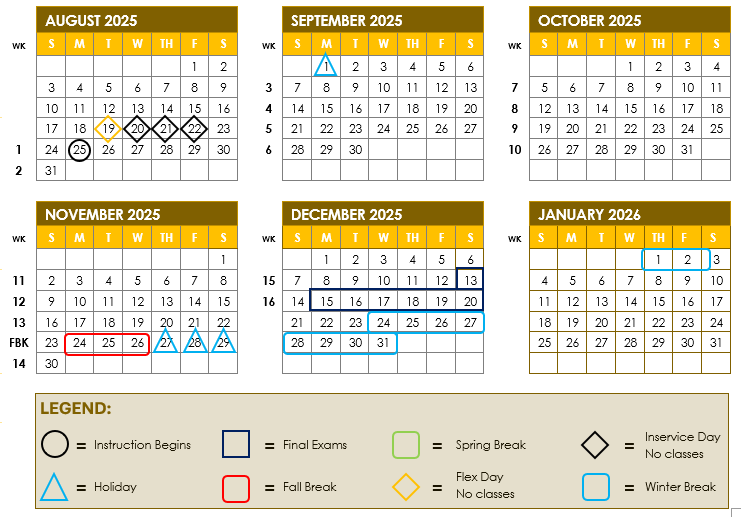 AUGUST 2025
WK S M T W TH F S
1 2
3 4 5 6 7 8 9
10 11 12 13 14 15 16
17 18 19 20 21 22 23
1 24 25 26 27 28 29 30
2 31
SEPTEMBER 2025
WK S M T W TH F S
1 2 3 4 5 6
3 7 8 9 10 11 12 13
4 14 15 16 17 18 19 20
5 21 22 23 24 25 26 27
6 28 29 30
OCTOBER 2025
WK S M T W TH F S
1 2 3 4
7 5 6 7 8 9 10 11
8 12 13 14 15 16 17 18
9 19 20 21 22 23 24 25
10 26 27 28 29 30 31
NOVEMBER 2025
WK S M T W TH F S
1
11 2 3 4 5 6 7 8
12 9 10 11 12 13 14 15
13 16 17 18 19 20 21 22
FBK 23 24 25 26 27 28 29
14 30
DECEMBER 2025
WK S M T W TH F S
1 2 3 4 5 6
15 7 8 9 10 11 12 13
16 14 15 16 17 18 19 20
21 22 23 24 25 26 27
28 29 30 31
JANUARY 2026
WK S M T W TH F S
1 2 3
4 5 6 7 8 9 10
11 12 13 14 15 16 17
18 19 20 21 22 23 24
25 26 27 28 29 30 31
LEGEND:
= Instruction Begins
= Final Exams
= Spring Break
= Inservice Day
No classes
= Holiday
= Fall Break
= Flex Day
No classes
= Winter Break